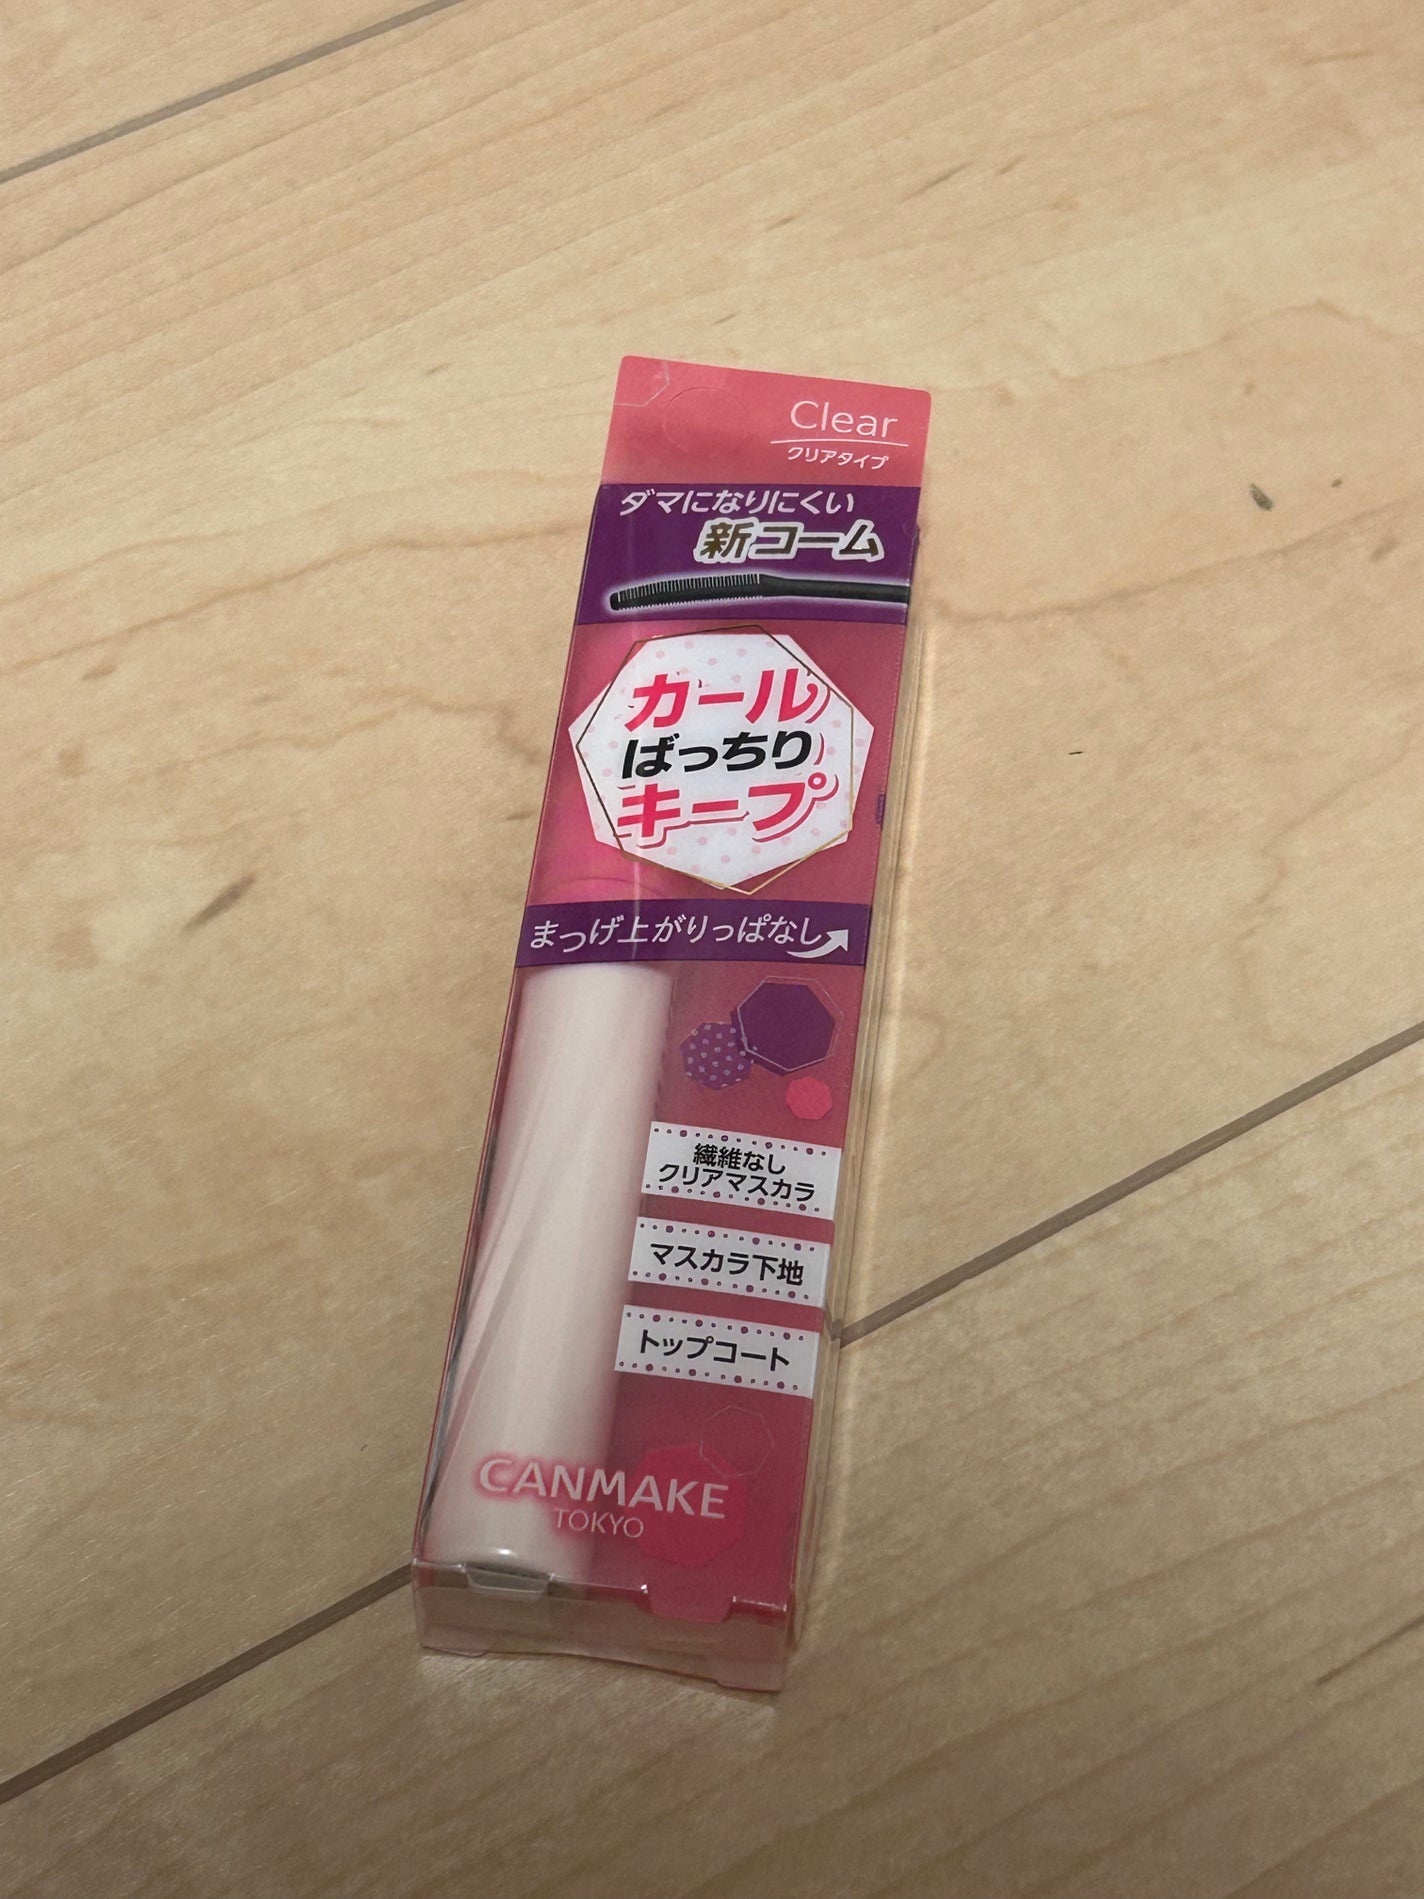 Clear
クリアタイプ
ダマになりにくい
新コーム
カール
ぱっちり
キープ
まつげ上がりっぱなし
繊維なし
クリアマスカラ
マスカラ下地
トップコート
CANMAKE
TOKYO